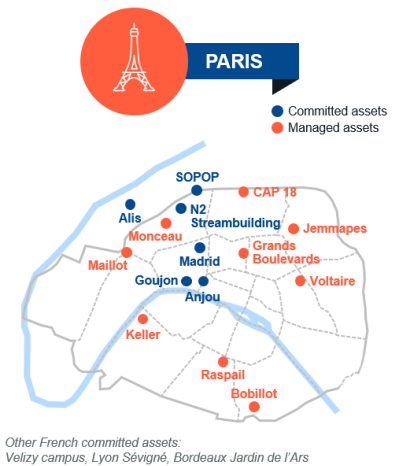 PARIS
Committed assets
Managed assets
SOPOP
CAP 18
Alis
N2
Streambuilding
Monceau
Jemmapes
Maillot
Madrid
Grands
Boulevards
Goujon
Anjou
Voltaire
Keller
Raspail
Bobillot
Other French committed assets:
Velizy campus, Lyon Sévigné, Bordeaux Jardin de l'Ars